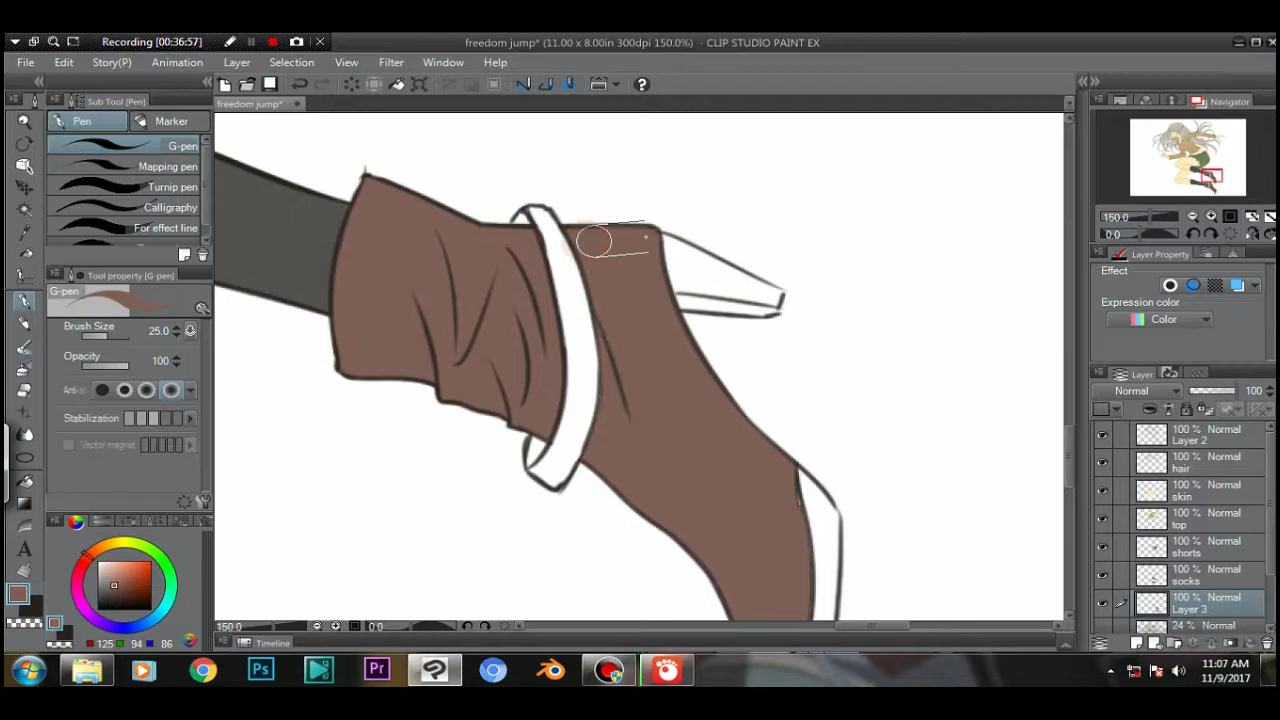 Recording [00:36:57]
freedom jump* (11.00 x 8.00in 300dpi 150.0%) - CLIP STUDIO PAINT EX
File Edit Story(P) Animation Layer Selection View Filter Window Help
freedom jump*
Sub Tool [Pen]
Pen Marker
G-pen
Mapping pen
Turnip pen
Calligraphy
For effect line
Tool property [G-pen]
G-pen
Brush Size 25.0
Opacity 100
Stabilization
Vector magnet
125 94 86
150.0 0.0
Timeline
Navigator
150.0
0.0
Layer Property
Effect
Expression color
Color
Layer
Normal 100
100 % Normal
Layer 2
100 % Normal
hair
100 % Normal
skin
100 % Normal
top
100 % Normal
shorts
100 % Normal
socks
100 % Normal
Layer 3
24 % Normal
Ps
Pr
11:07 AM
11/9/2017